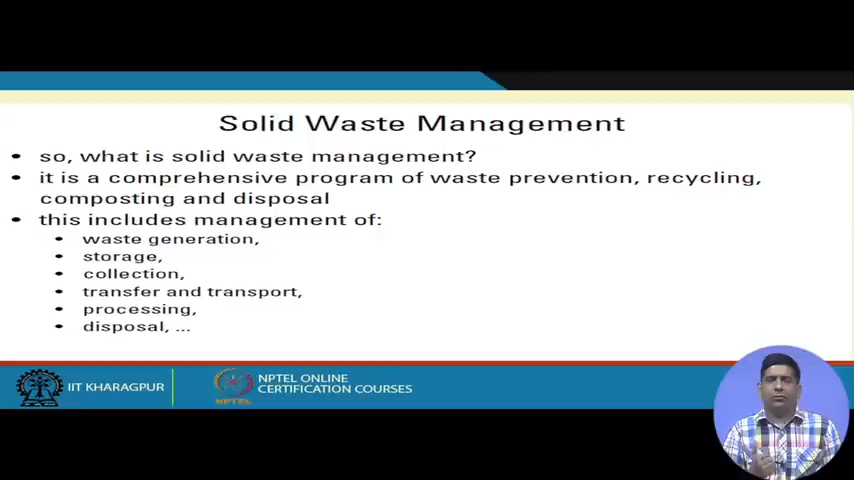 Solid Waste Management
• so, what is solid waste management?
• it is a comprehensive program of waste prevention, recycling,
composting and disposal
• this includes management of:
• waste generation,
• storage,
• collection,
• transfer and transport,
• processing,
• disposal, ...
IIT KHARAGPUR
NPTEL ONLINE
CERTIFICATION COURSES
NPTEL